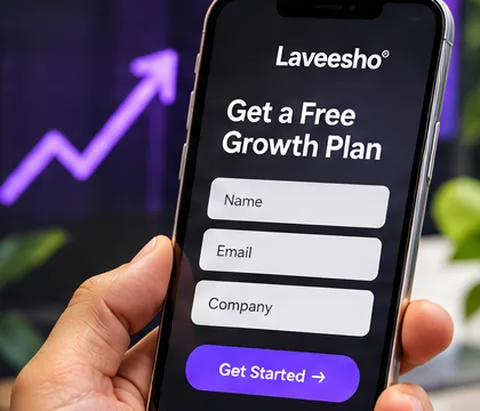 Laveesho®
Get a Free
Growth Plan
Name
Email
Company
Get Started →